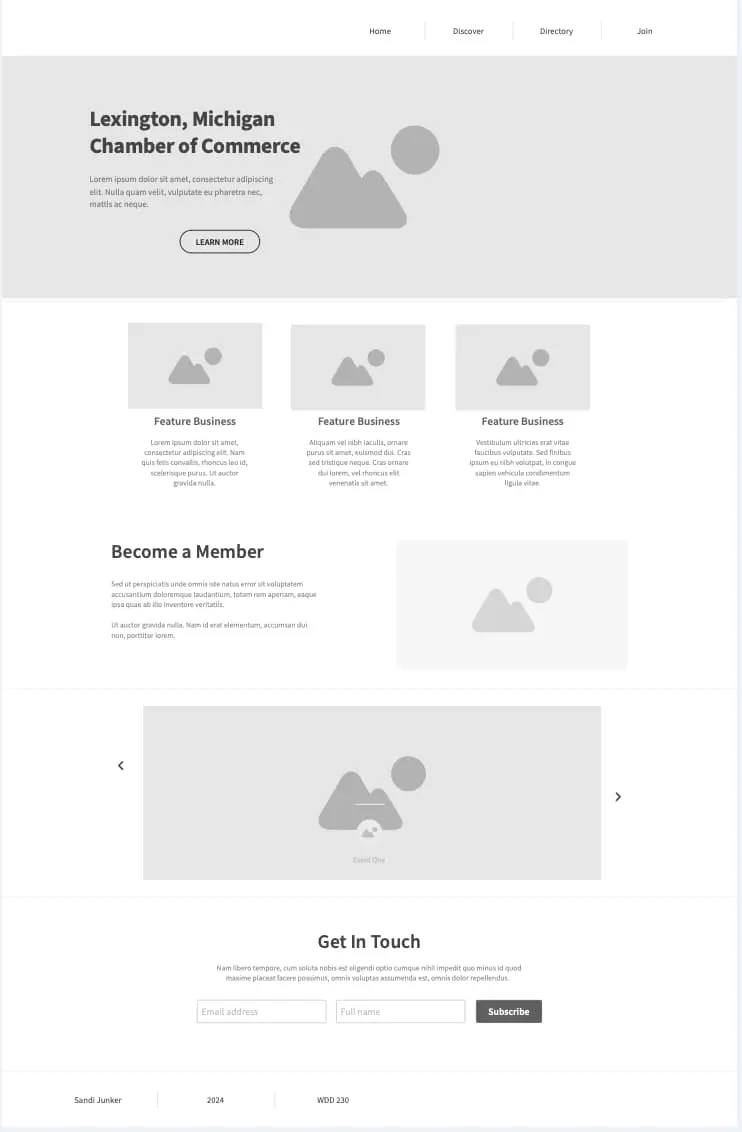 Home
Discover
Directory
Join
Lexington, Michigan
Chamber of Commerce
Lorem ipsum dolor sit amet, consectetur adipiscing
elit. Nulla quam velit, vulputate eu pharetra nec,
mattis ac neque.
LEARN MORE
Feature Business
Lorem ipsum dolor sit amet,
consectetur adipiscing elit. Nam
quis felis convallis, rhoncus leo id,
scelerisque purus. Ut auctor
gravida nulla.
Feature Business
Aliquam vel nibh iaculis, ornare
purus sit amet, euismod dui. Cras
sed tristique neque. Cras ornare
dui lorem, vel rhoncus elit
venenatis sit amet.
Feature Business
Vestibulum ultricies erat vitae
faucibus vulputate. Sed finibus
ipsum eu nibh volutpat, in congue
sapien vehicula condimentum
ligula vitae.
Become a Member
Sed ut perspiciatis unde omnis iste natus error sit voluptatem
accusantium doloremque laudantium, totam rem aperiam, eaque
ipsa quae ab illo inventore veritatis.
Ut auctor gravida nulla. Nam id erat elementum, accumsan dui
non, porttitor lorem.
Event One
Get In Touch
Nam libero tempore, cum soluta nobis est eligendi optio cumque nihil impedit quo minus id quod
maxime placeat facere possimus, omnis voluptas assumenda est, omnis dolor repellendus.
Email address
Full name
Subscribe
Sandi Junker
2024
WDD 230